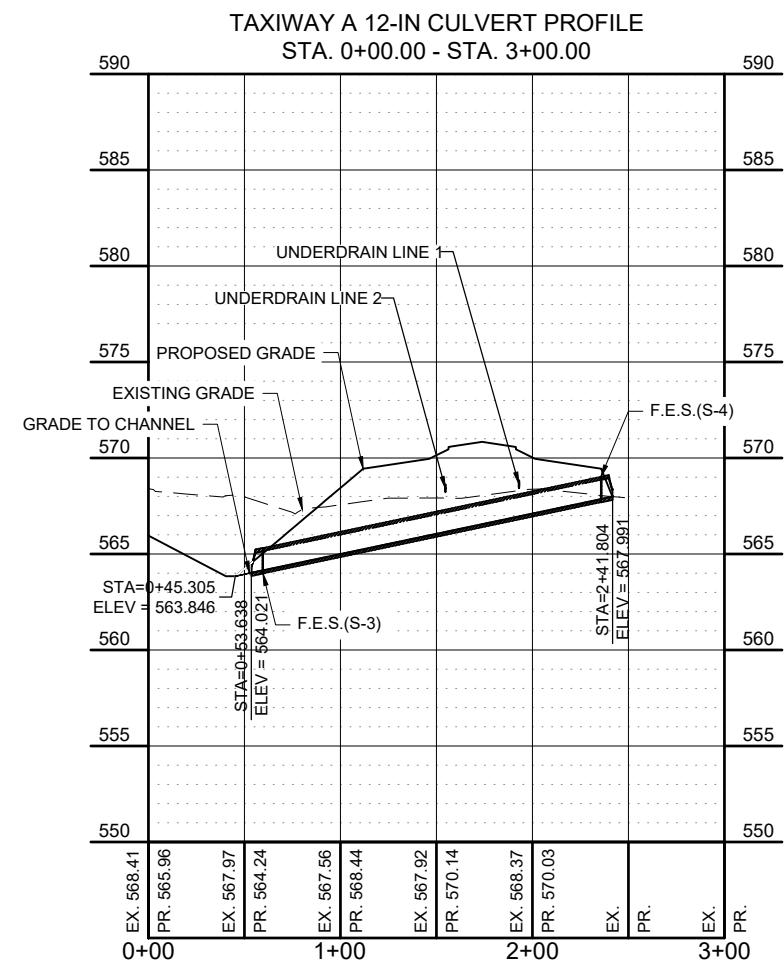 TAXIWAY A 12-IN CULVERT PROFILE
STA. 0+00.00 - STA. 3+00.00
590
590
585
585
580
580
UNDERDRAIN LINE 1
UNDERDRAIN LINE 2
575
575
PROPOSED GRADE
EXISTING GRADE
F.E.S.(S-4)
GRADE TO CHANNEL
570
570
565
565
STA=0+45.305
ELEV = 563.846
STA=0+53.638
ELEV = 564.021
F.E.S.(S-3)
STA=2+41.804
ELEV = 567.991
560
560
555
555
550
550
EX. 568.41
PR. 565.96
EX. 567.97
PR. 564.24
EX. 567.56
PR. 568.44
EX. 567.92
PR. 570.14
EX. 568.37
PR. 570.03
EX.
PR.
EX.
PR.
0+00
1+00
2+00
3+00